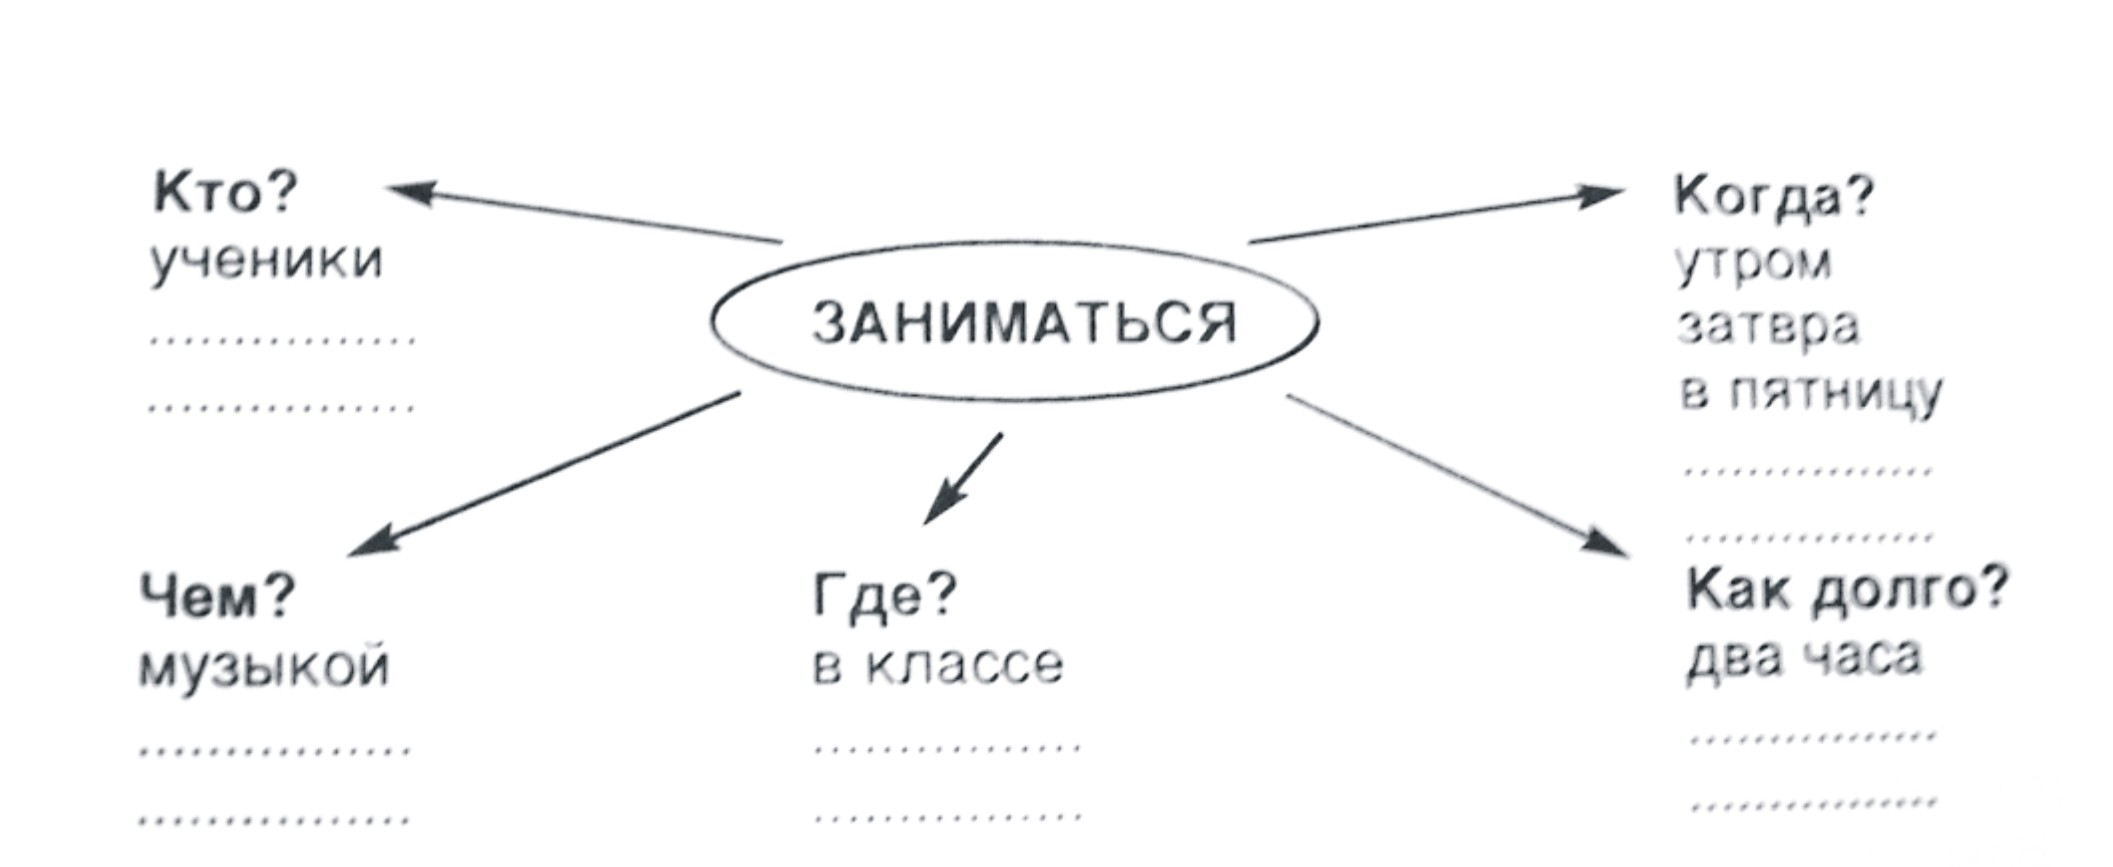 Кто?
ученики
................
................
ЗАНИМАТЬСЯ
Когда?
утром
затвра
в пятницу
................
................
Чем?
музыкой
................
................
Где?
в классе
................
................
Как долго?
два часа
................
................